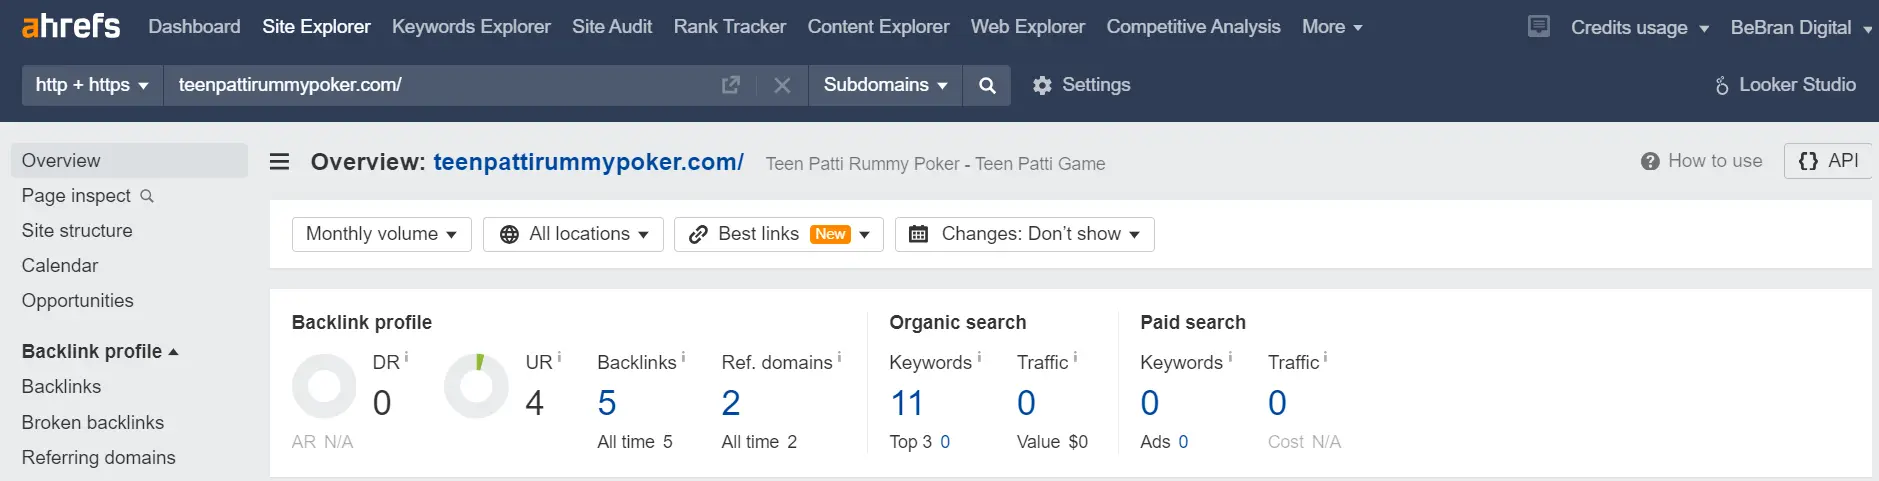 ahrefs Dashboard Site Explorer Keywords Explorer Site Audit Rank Tracker Content Explorer Web Explorer Competitive Analysis More Credits usage BeBran Digital
http + https teenpattirummypoker.com/ Subdomains Settings Looker Studio
Overview
Page inspect
Site structure
Calendar
Opportunities
Backlink profile
Backlinks
Broken backlinks
Referring domains
Overview: teenpattirummypoker.com/ Teen Patti Rummy Poker - Teen Patti Game How to use API
Monthly volume All locations Best links New Changes: Don't show
Backlink profile
DR i UR i Backlinks i Ref. domains i
0 4 5 2
AR N/A All time 5 All time 2
Organic search
Keywords i Traffic i
11 0
Top 3 0 Value $0
Paid search
Keywords i Traffic i
0 0
Ads 0 Cost N/A